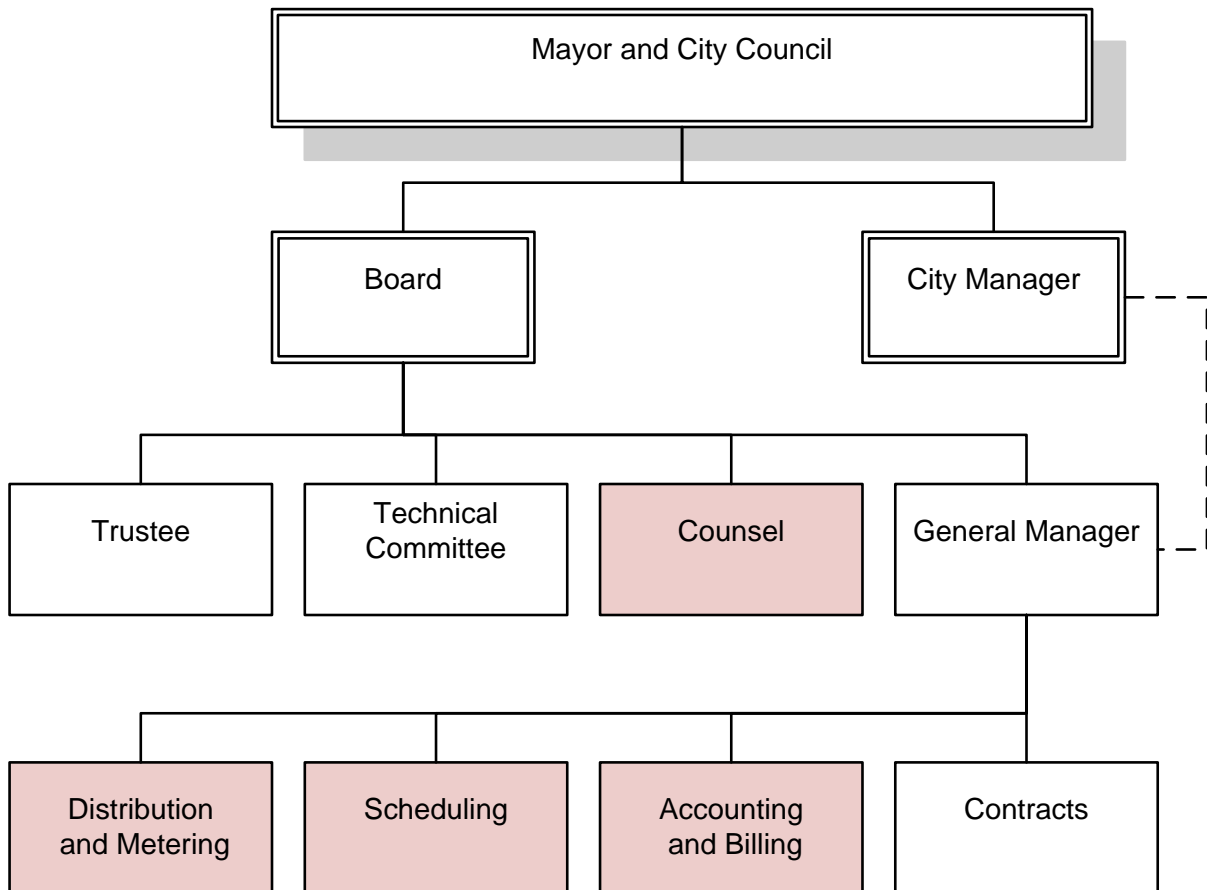 Mayor and City Council
Board
City Manager
Trustee
Technical
Committee
Counsel
General Manager
Distribution
and Metering
Scheduling
Accounting
and Billing
Contracts